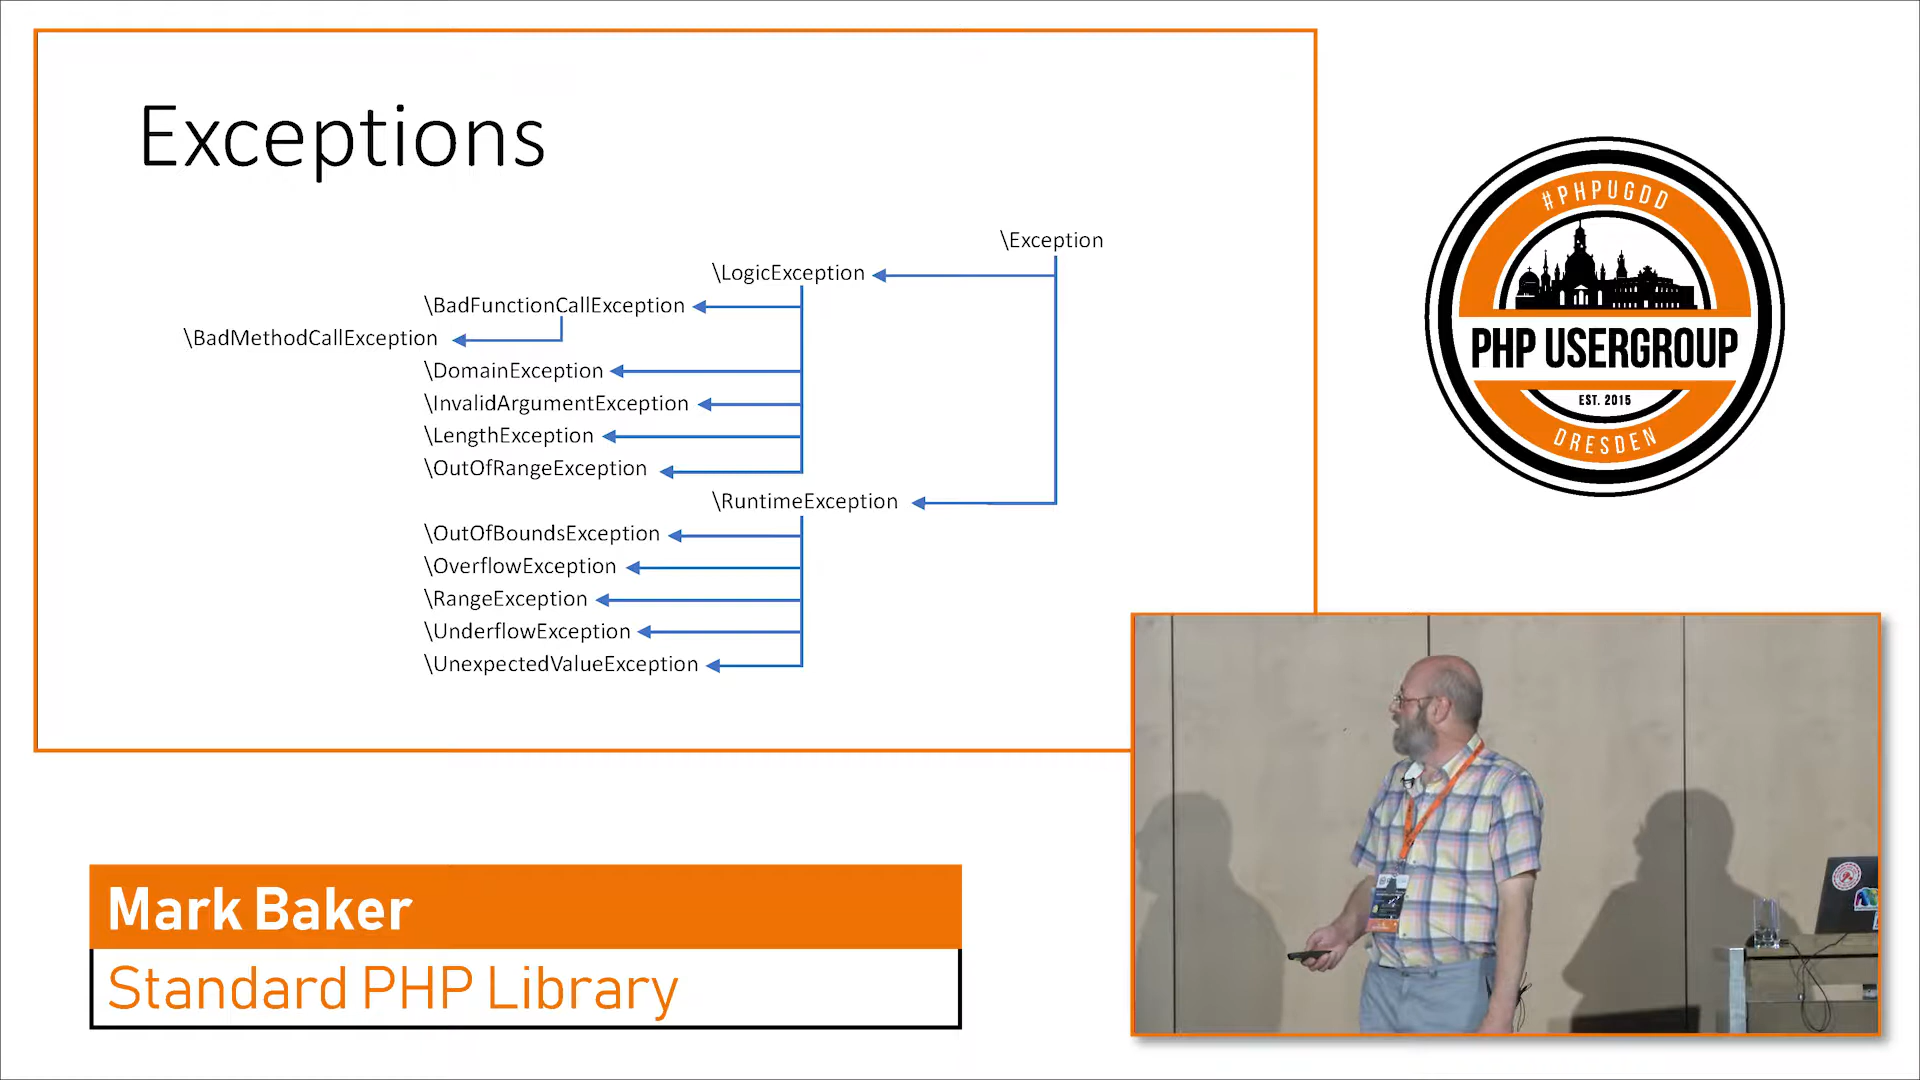 Exceptions
\Exception
\LogicException
\BadFunctionCallException
\BadMethodCallException
\DomainException
\InvalidArgumentException
\LengthException
\OutOfRangeException
\RuntimeException
\OutOfBoundsException
\OverflowException
\RangeException
\UnderflowException
\UnexpectedValueException
#PHPUGDD
PHP USERGROUP
EST. 2015
DRESDEN
Mark Baker
Standard PHP Library